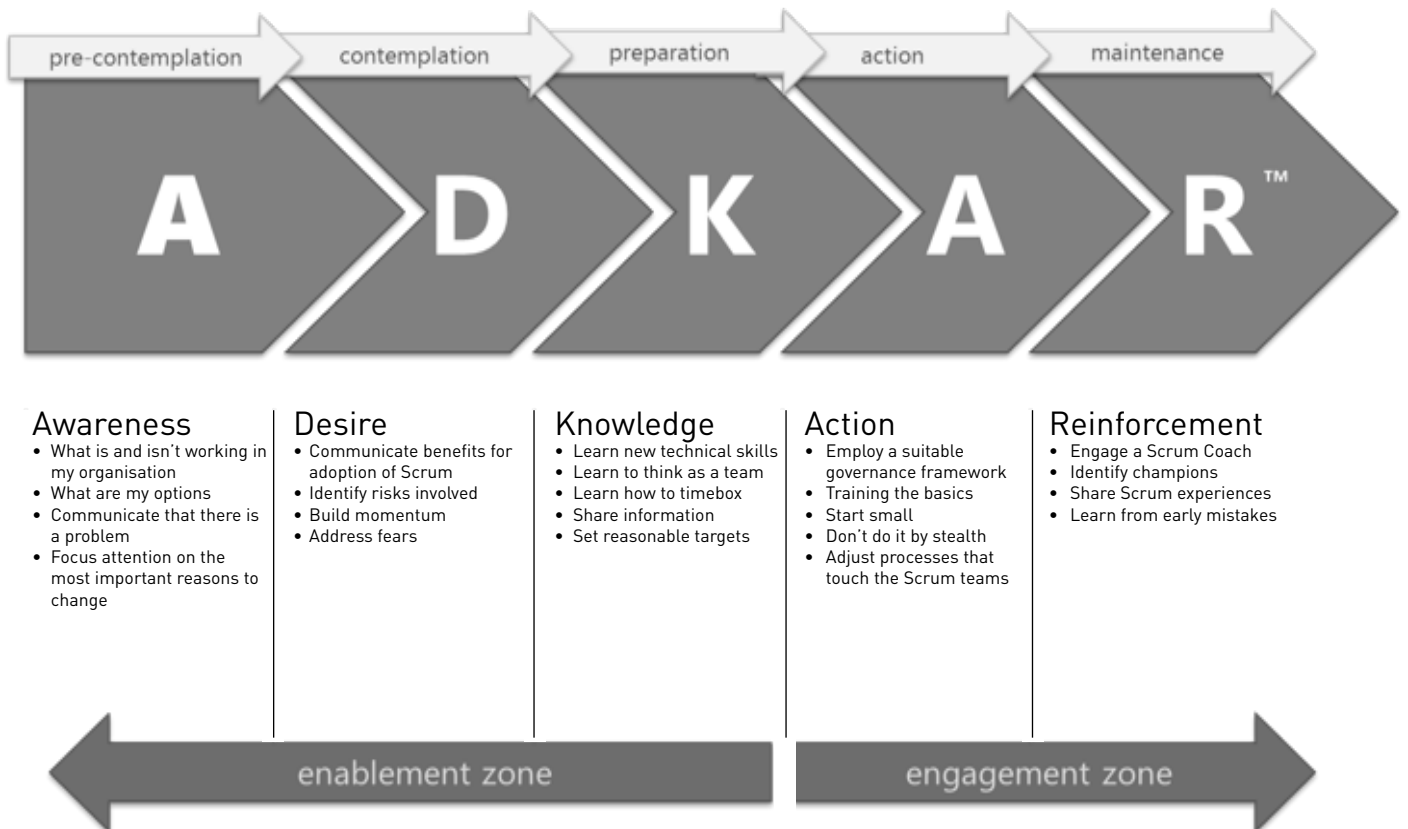 pre-contemplation
contemplation
preparation
action
maintenance
A
D
K
A
R™
Awareness
• What is and isn't working in
my organisation
• What are my options
• Communicate that there is
a problem
• Focus attention on the
most important reasons to
change
Desire
• Communicate benefits for
adoption of Scrum
• Identify risks involved
• Build momentum
• Address fears
Knowledge
• Learn new technical skills
• Learn to think as a team
• Learn how to timebox
• Share information
• Set reasonable targets
Action
• Employ a suitable
governance framework
• Training the basics
• Start small
• Don't do it by stealth
• Adjust processes that
touch the Scrum teams
Reinforcement
• Engage a Scrum Coach
• Identify champions
• Share Scrum experiences
• Learn from early mistakes
enablement zone
engagement zone